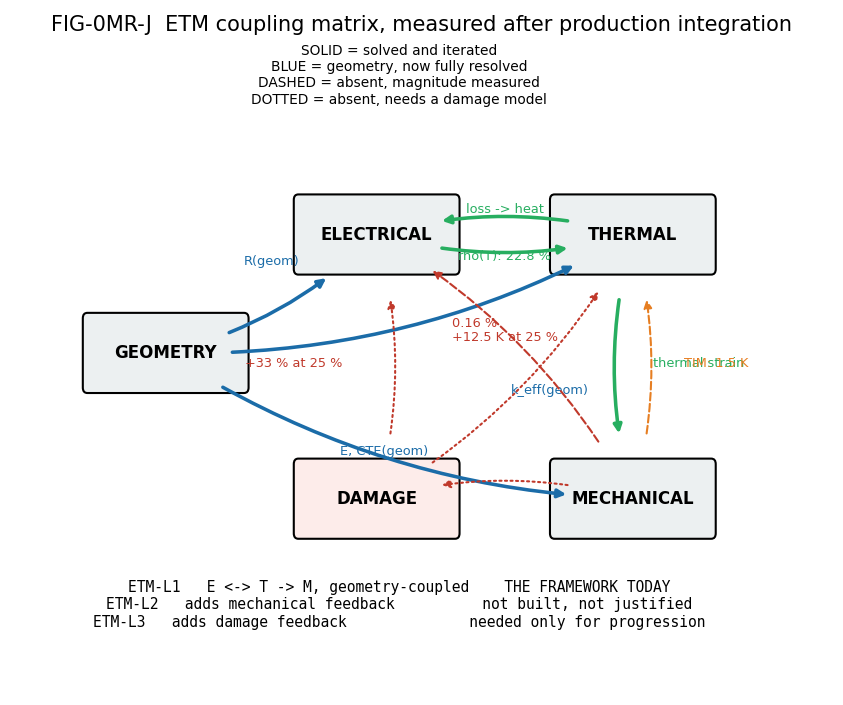 FIG-0MR-J  ETM coupling matrix, measured after production integration
SOLID = solved and iterated
BLUE = geometry, now fully resolved
DASHED = absent, magnitude measured
DOTTED = absent, needs a damage model
loss -> heat
ELECTRICAL
THERMAL
rho(T): 22.8 %
R(geom)
0.16 %
+12.5 K at 25 %
GEOMETRY
+33 % at 25 %
thermal strain
TIM: 1.5 K
k_eff(geom)
E, CTE(geom)
DAMAGE
MECHANICAL
ETM-L1   E <-> T -> M, geometry-coupled    THE FRAMEWORK TODAY
ETM-L2   adds mechanical feedback          not built, not justified
ETM-L3   adds damage feedback              needed only for progression